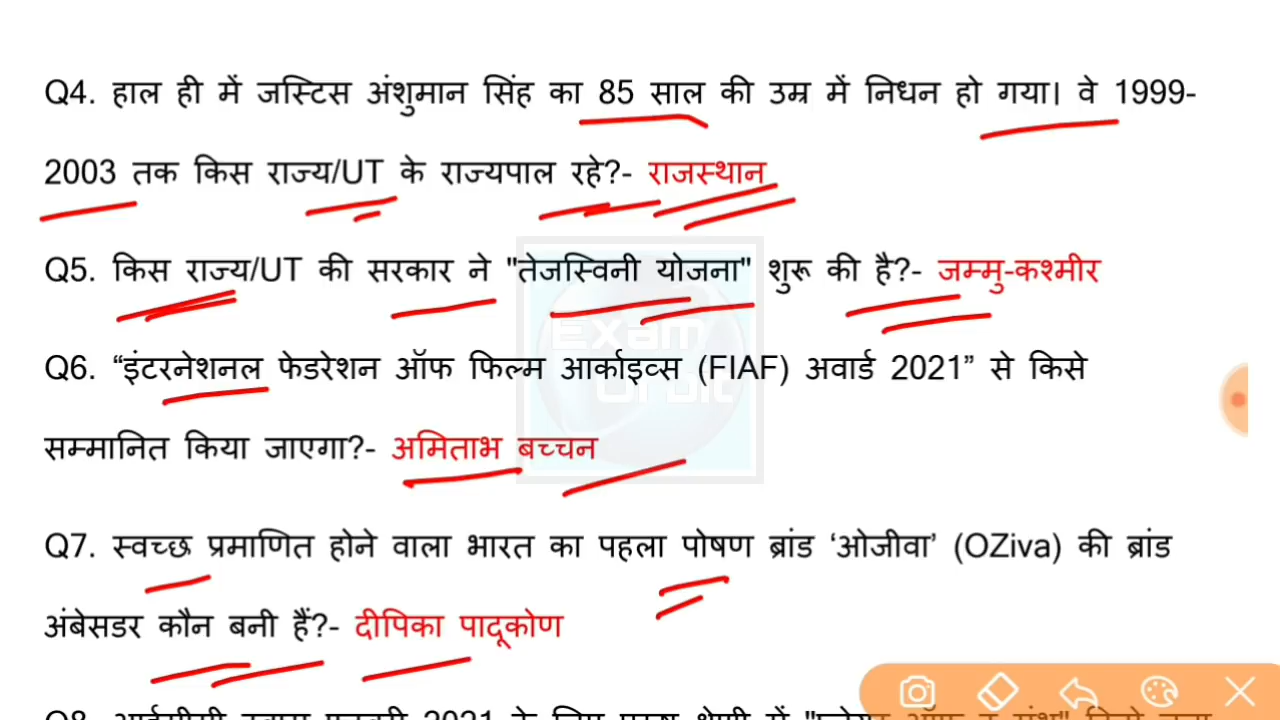 Q4. हाल ही में जस्टिस अंशुमान सिंह का 85 साल की उम्र में निधन हो गया। वे 1999-
2003 तक किस राज्य/UT के राज्यपाल रहे?- राजस्थान
Q5. किस राज्य/UT की सरकार ने "तेजस्विनी योजना" शुरू की है?- जम्मु-कश्मीर
Exam
Orbit
Q6. “इंटरनेशनल फेडरेशन ऑफ फिल्म आर्काइव्स (FIAF) अवार्ड 2021” से किसे
सम्मानित किया जाएगा?- अमिताभ बच्चन
Q7. स्वच्छ प्रमाणित होने वाला भारत का पहला पोषण ब्रांड ‘ओजीवा’ (OZiva) की ब्रांड
अंबेसडर कौन बनी हैं?- दीपिका पादूकोण